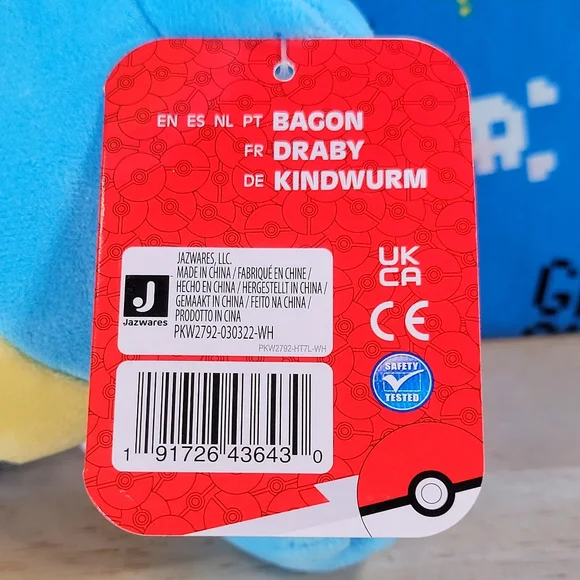 EN ES NL PT BAGON
FR DRABY
DE KINDWURM
JAZWARES, LLC.
MADE IN CHINA / FABRIQUÉ EN CHINE /
HECHO EN CHINA / HERGESTELLT IN CHINA /
GEMAAKT IN CHINA / FEITO NA CHINA /
PRODOTTO IN CINA
PKW2792-030322-WH
PKW2792-HT7L-WH
J
Jazwares
UK
CA
CE
SAFETY
TESTED
1 91726 43643 0